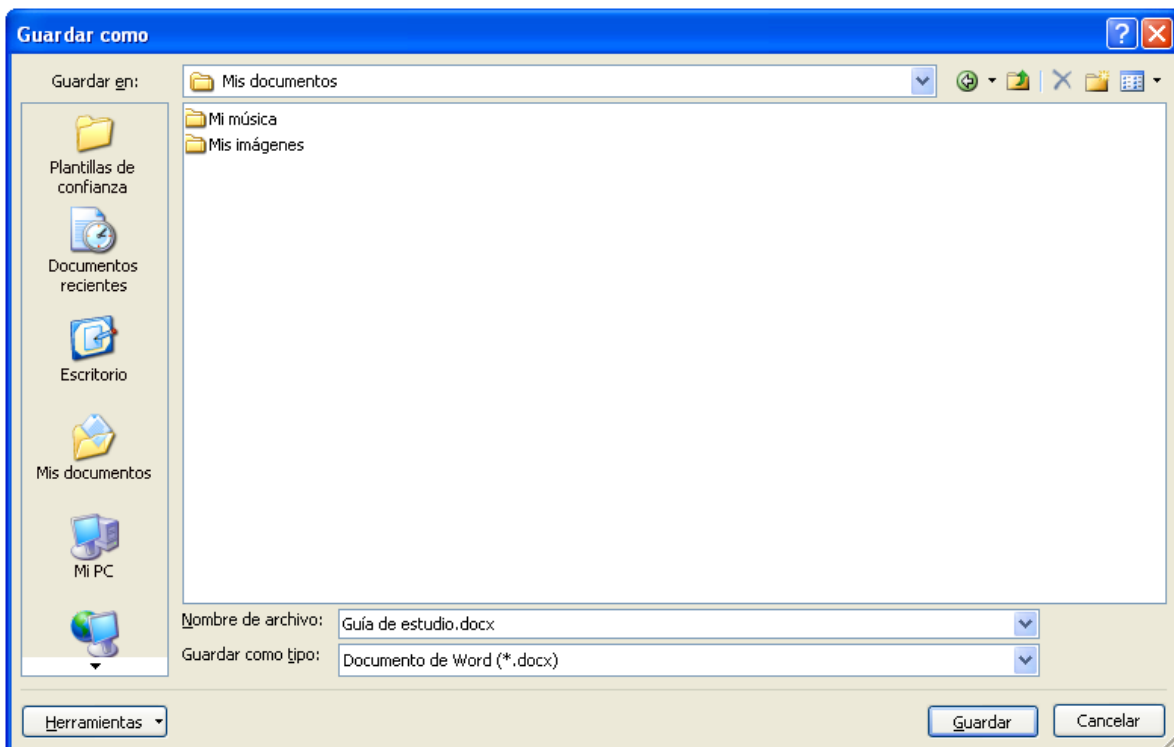 Guardar como
Guardar en:
Mis documentos
Mi música
Mis imágenes
Plantillas de
confianza
Documentos
recientes
Escritorio
Mis documentos
Mi PC
Nombre de archivo:
Guía de estudio.docx
Guardar como tipo:
Documento de Word (*.docx)
Herramientas
Guardar
Cancelar